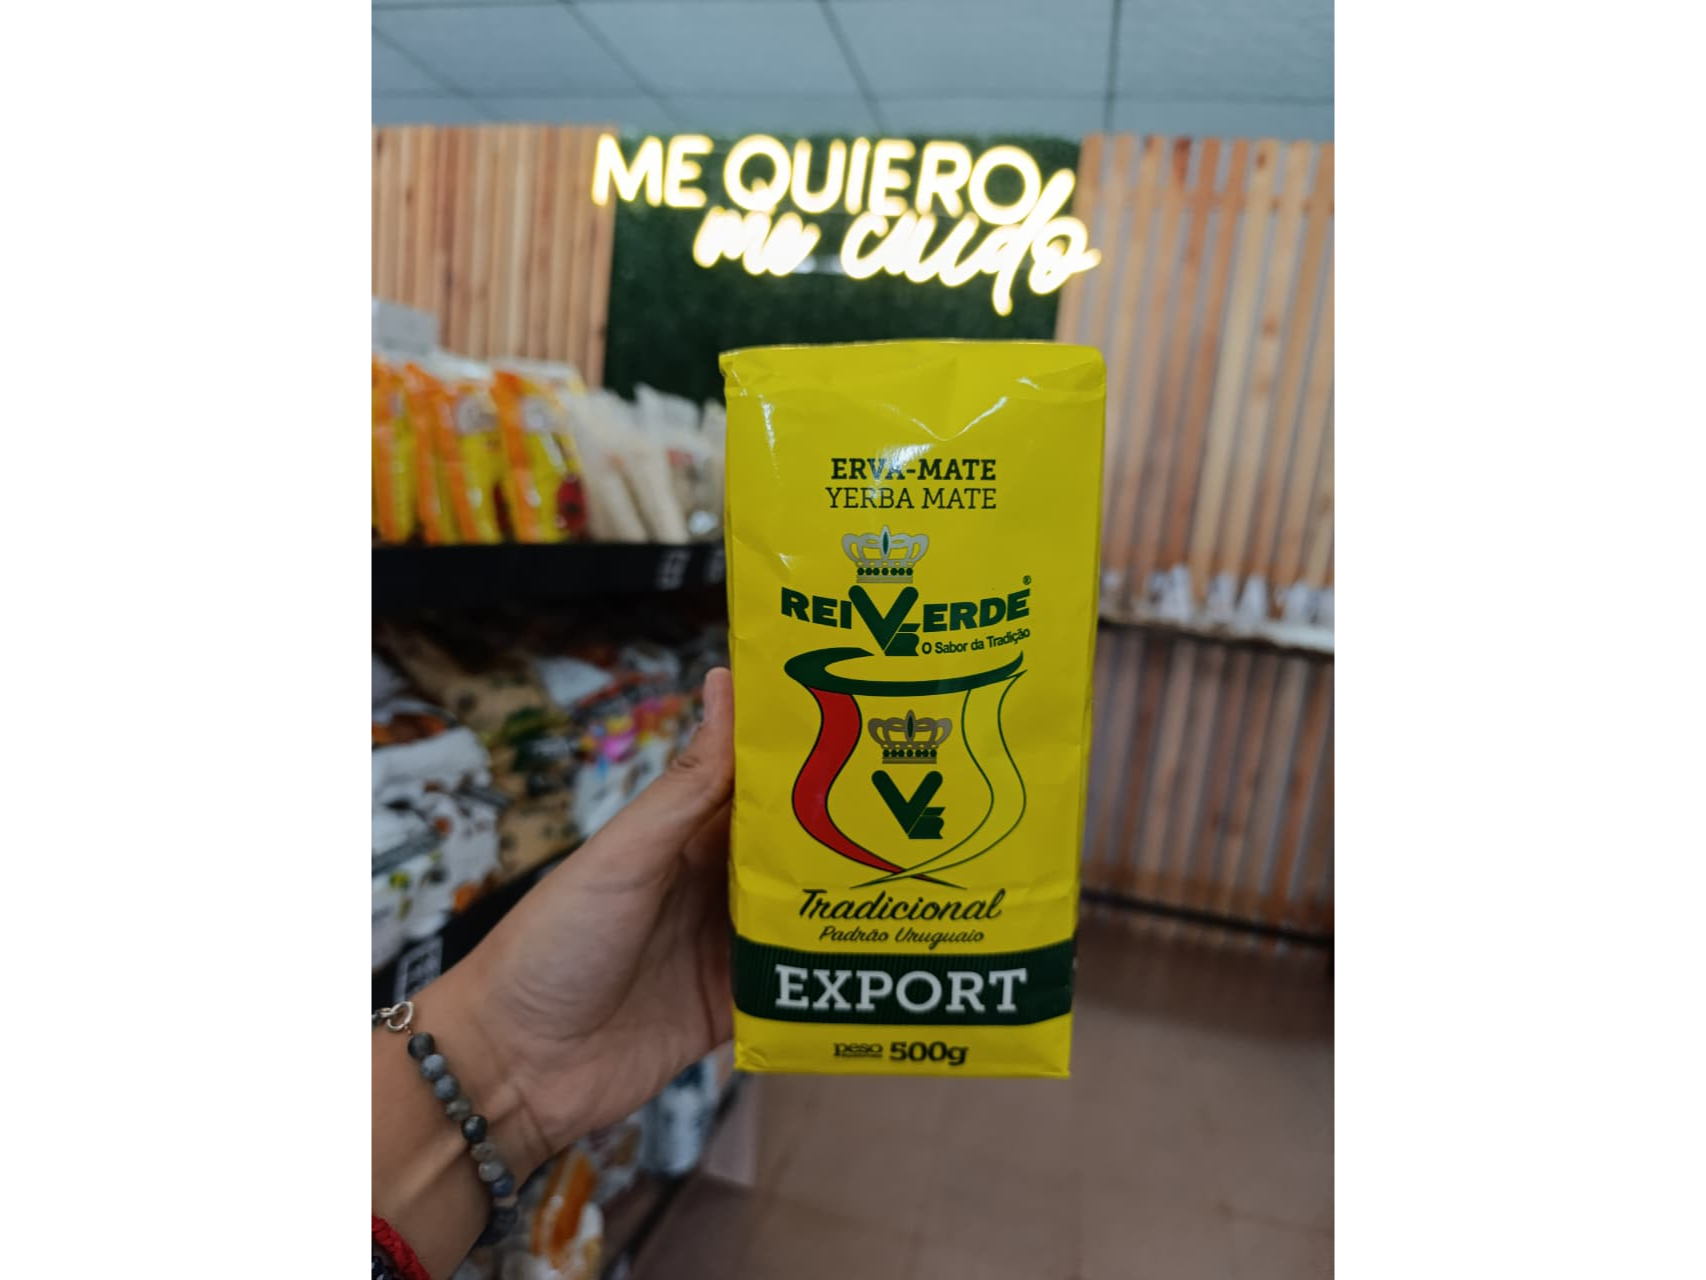 ME QUIERO
me cuido
ERVA-MATE
YERBA MATE
REI VERDE®
O Sabor da Tradição
Tradicional
Padrão Uruguaio
EXPORT
peso 500g